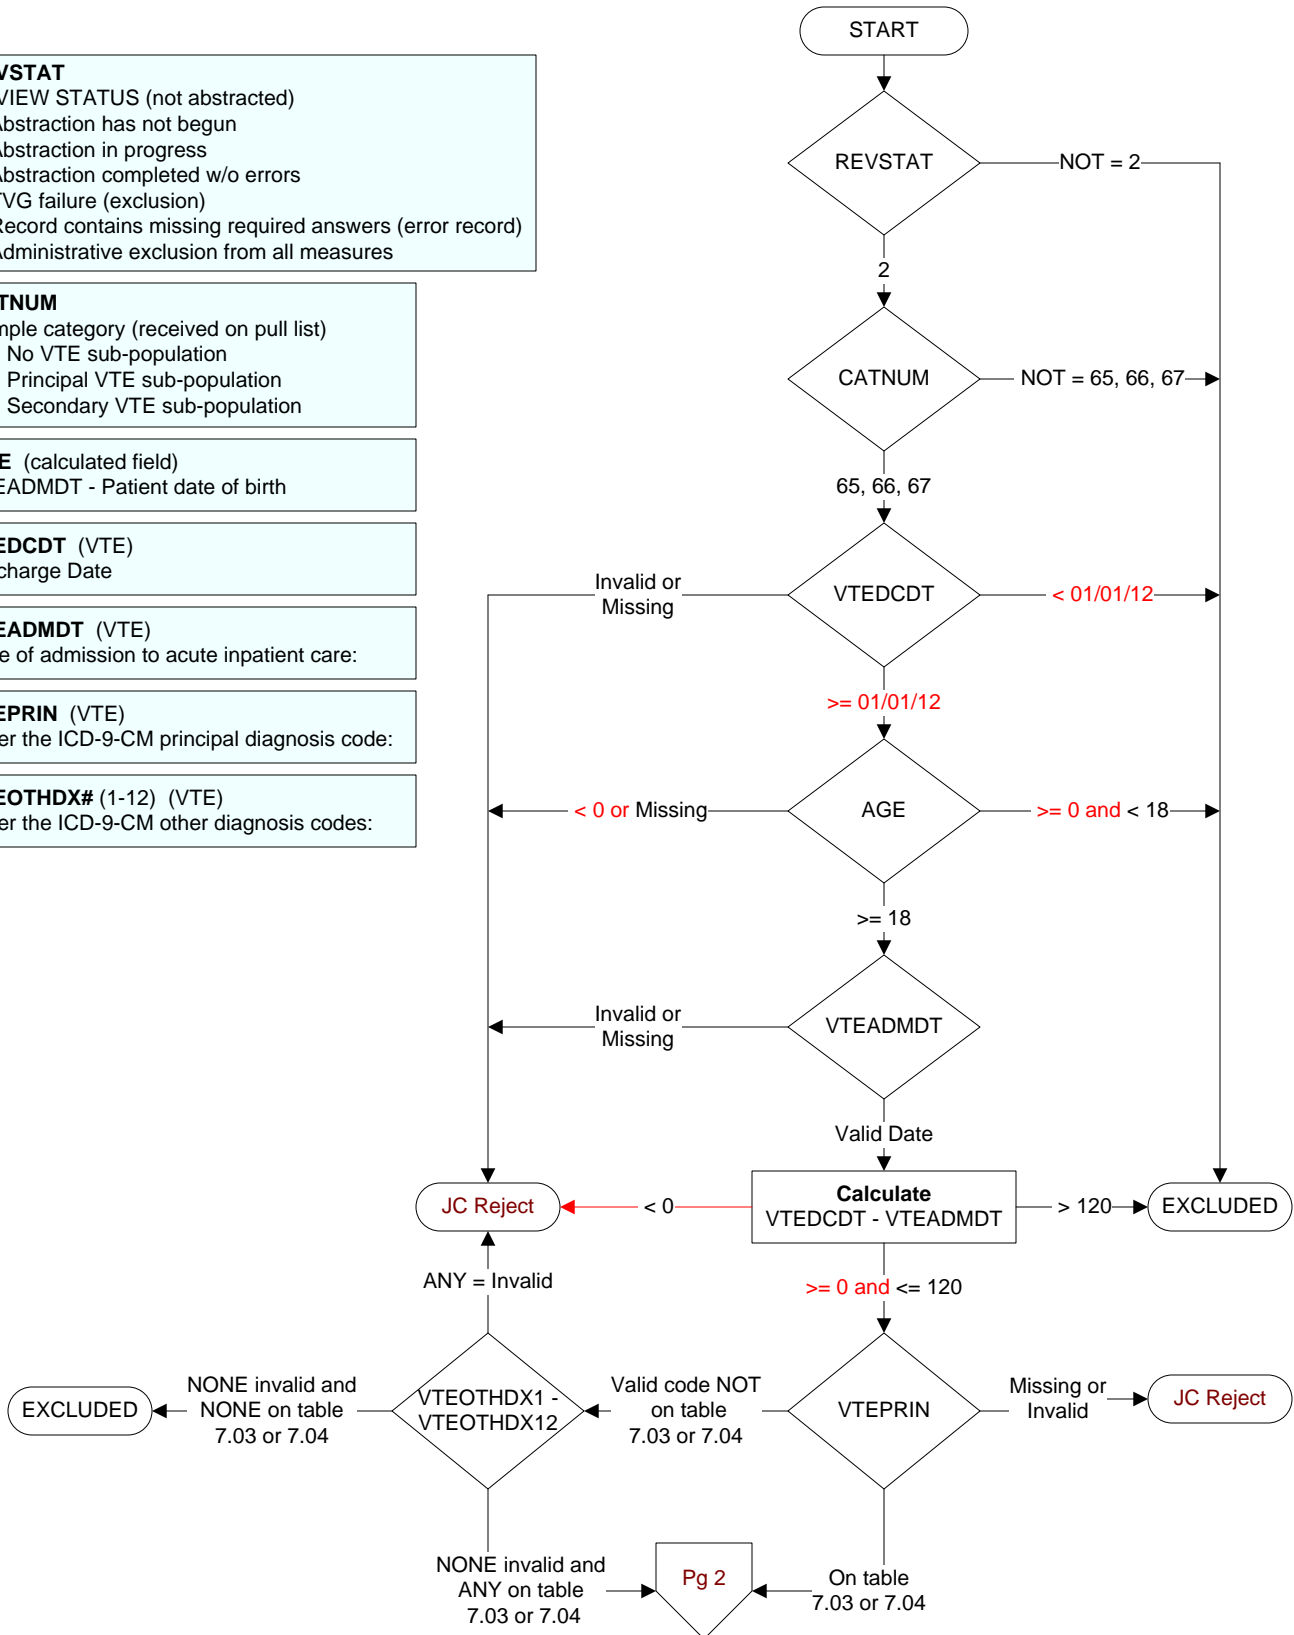 START
VSTAT
VIEW STATUS (not abstracted)
Abstraction has not begun
Abstraction in progress
Abstraction completed w/o errors
TVG failure (exclusion)
Record contains missing required answers (error record)
Administrative exclusion from all measures
REVSTAT
NOT = 2
2
TNUM
mple category (received on pull list)
No VTE sub-population
Principal VTE sub-population
Secondary VTE sub-population
CATNUM
NOT = 65, 66, 67
E (calculated field)
EADMDT - Patient date of birth
65, 66, 67
EDCDT (VTE)
charge Date
Invalid or
Missing
VTEDCDT
< 01/01/12
EADMDT (VTE)
e of admission to acute inpatient care:
>= 01/01/12
EPRIN (VTE)
er the ICD-9-CM principal diagnosis code:
EOTHDX# (1-12) (VTE)
er the ICD-9-CM other diagnosis codes:
< 0 or Missing
AGE
>= 0 and < 18
>= 18
Invalid or
Missing
VTEADMDT
Valid Date
JC Reject
< 0
Calculate
VTEDCDT - VTEADMDT
> 120
EXCLUDED
ANY = Invalid
>= 0 and <= 120
EXCLUDED
NONE invalid and
NONE on table
7.03 or 7.04
VTEOTHDX1 -
VTEOTHDX12
Valid code NOT
on table
7.03 or 7.04
VTEPRIN
Missing or
Invalid
JC Reject
NONE invalid and
ANY on table
7.03 or 7.04
Pg 2
On table
7.03 or 7.04